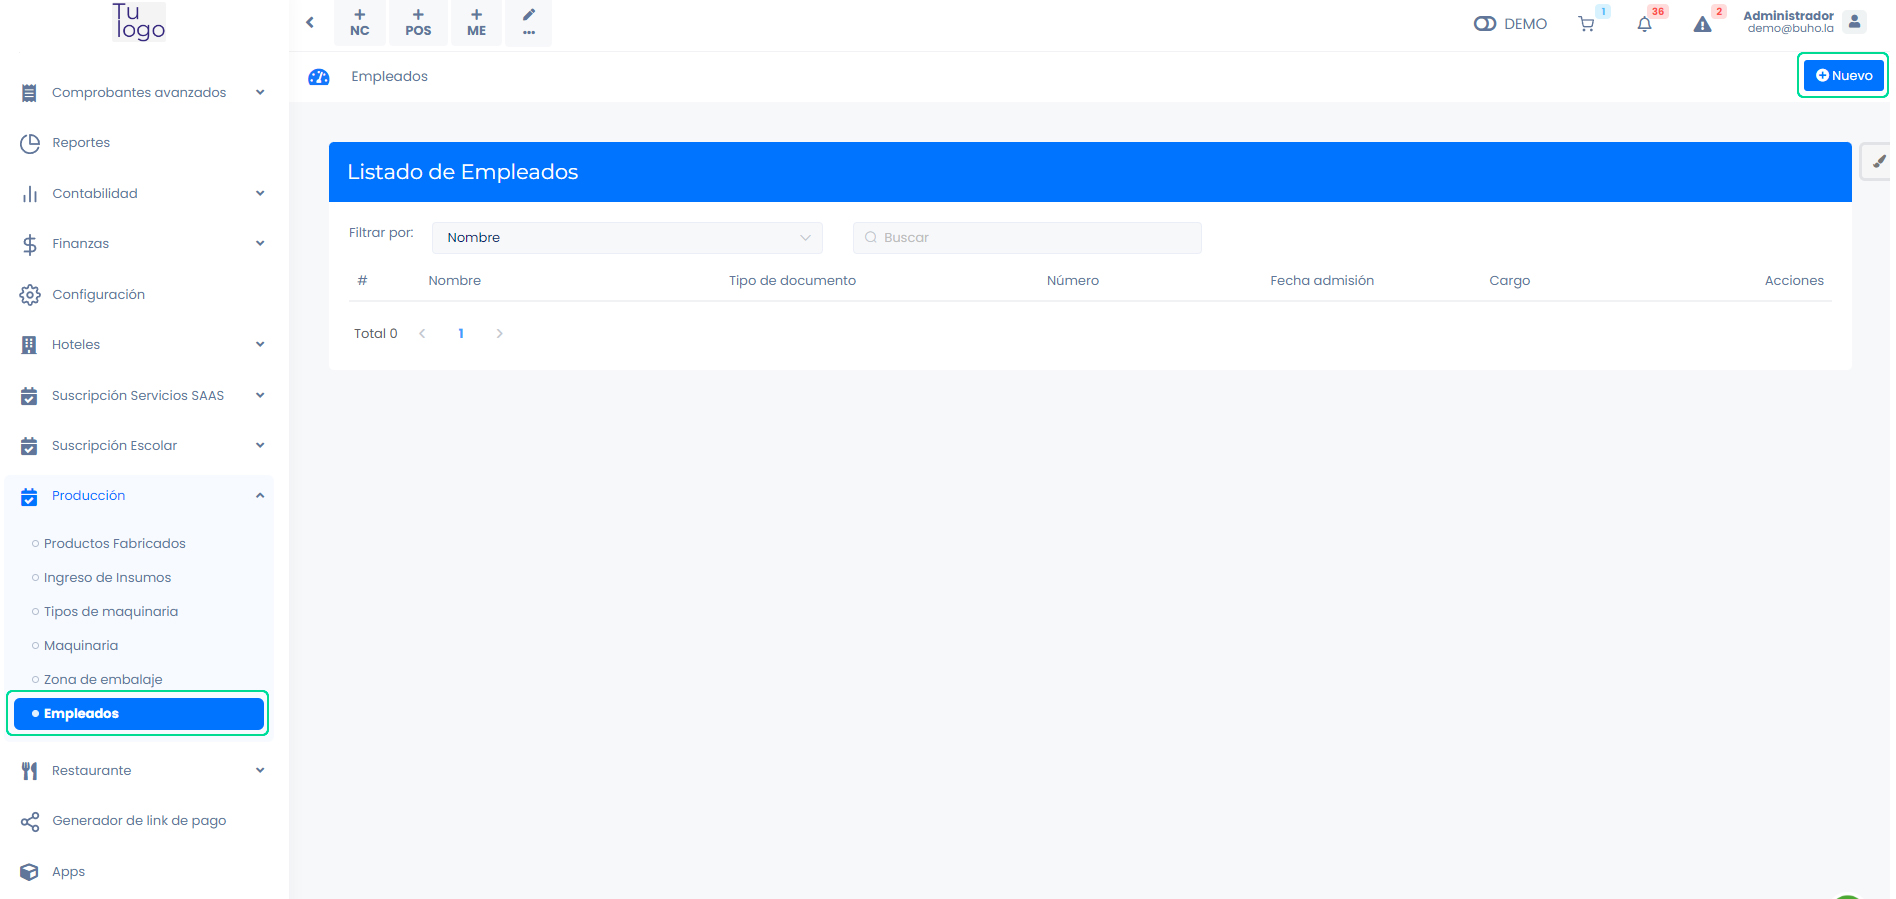 Tu
logo
Comprobantes avanzados
Reportes
Contabilidad
Finanzas
Configuración
Hoteles
Suscripción Servicios SAAS
Suscripción Escolar
Producción
Productos Fabricados
Ingreso de Insumos
Tipos de maquinaria
Maquinaria
Zona de embalaje
Empleados
Restaurante
Generador de link de pago
Apps
NC
POS
ME
DEMO
1
36
2
Administrador
demo@buho.la
Empleados
Nuevo
Listado de Empleados
Filtrar por: Nombre Buscar
# Nombre Tipo de documento Número Fecha admisión Cargo Acciones
Total 0 1